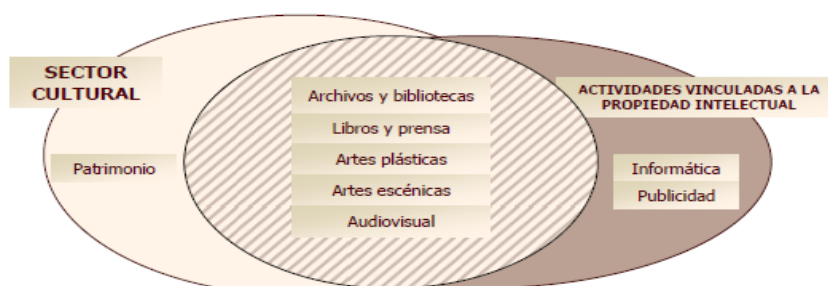 SECTOR
CULTURAL
Patrimonio
Archivos y bibliotecas
Libros y prensa
Artes plásticas
Artes escénicas
Audiovisual
ACTIVIDADES VINCULADAS A LA
PROPIEDAD INTELECTUAL
Informática
Publicidad